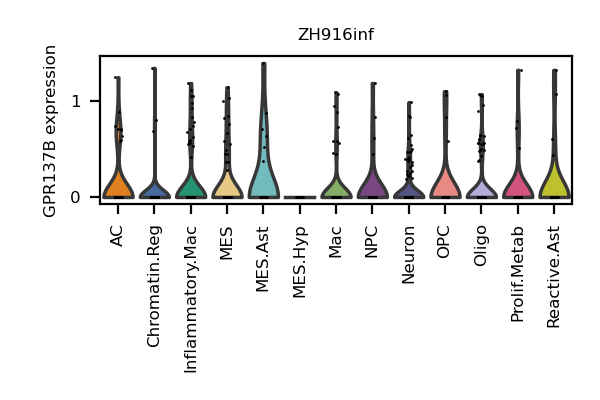 ZH916inf
GPR137B expression
1
0
AC
Chromatin.Reg
Inflammatory.Mac
MES
MES.Ast
MES.Hyp
Mac
NPC
Neuron
OPC
Oligo
Prolif.Metab
Reactive.Ast